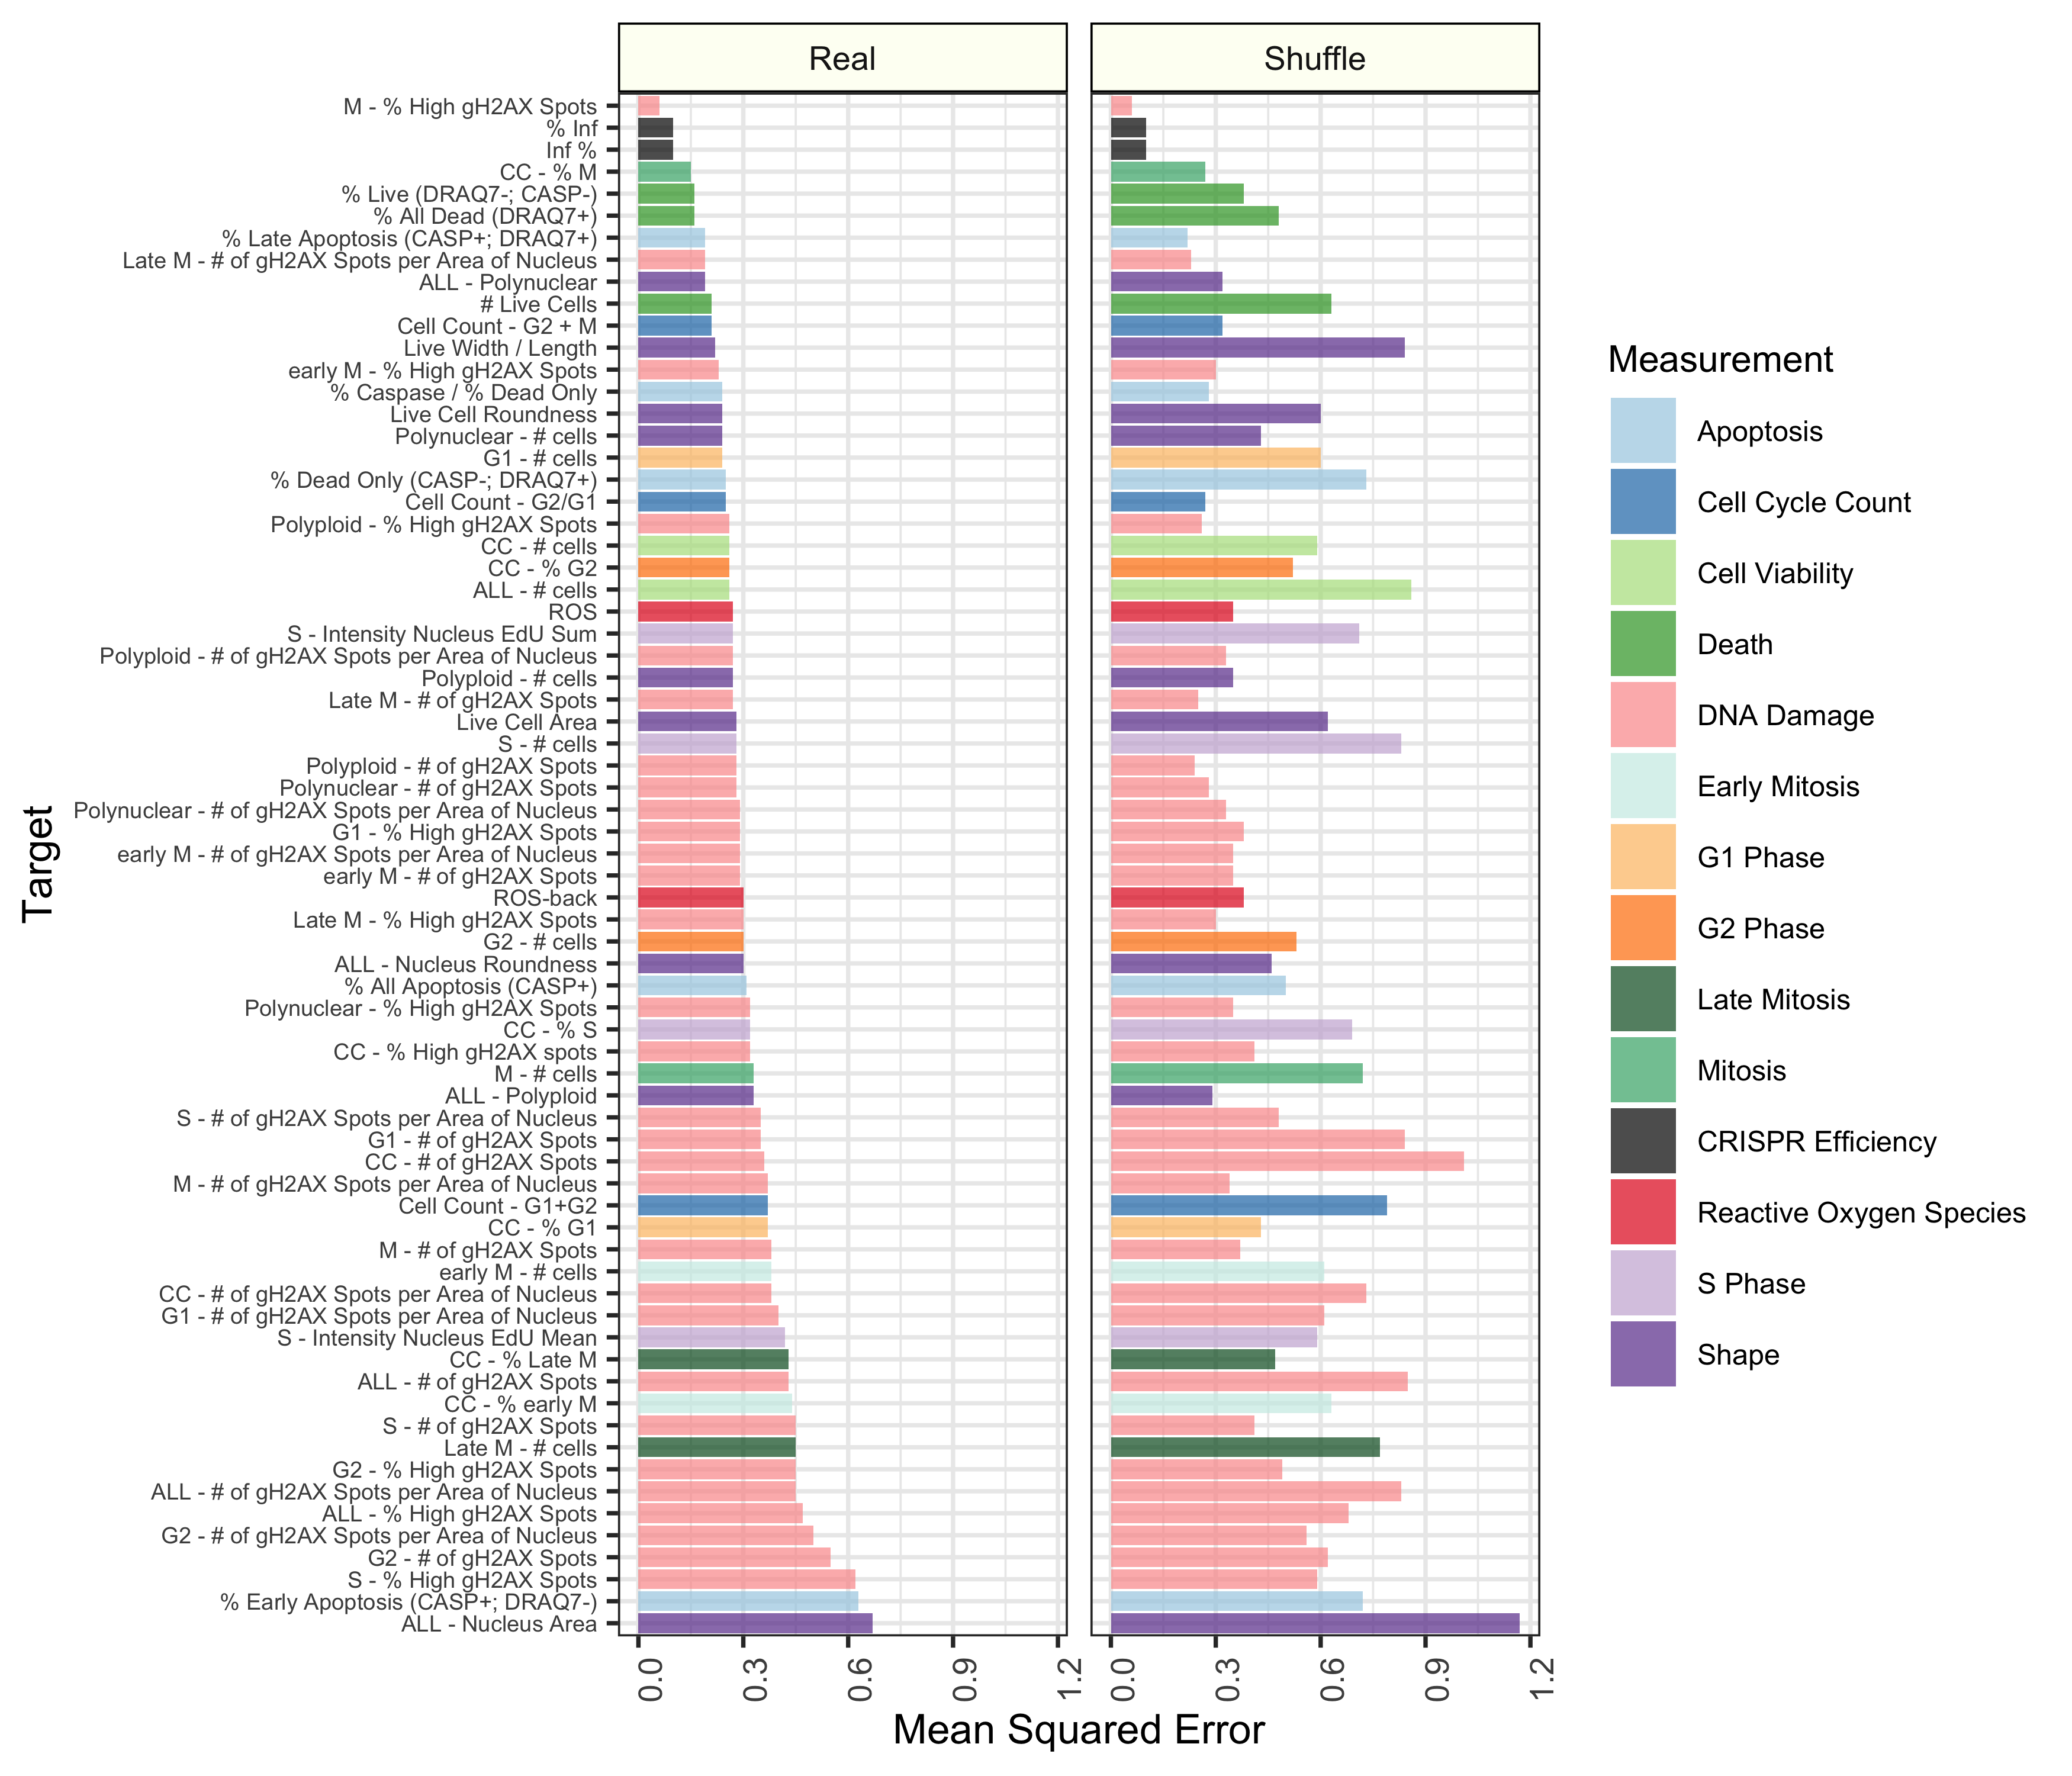 Real
Shuffle
M - % High gH2AX Spots
% Inf
Inf %
CC - % M
% Live (DRAQ7-; CASP-)
% All Dead (DRAQ7+)
% Late Apoptosis (CASP+; DRAQ7+)
Late M - # of gH2AX Spots per Area of Nucleus
ALL - Polynuclear
# Live Cells
Cell Count - G2 + M
Live Width / Length
early M - % High gH2AX Spots
% Caspase / % Dead Only
Live Cell Roundness
Polynuclear - # cells
G1 - # cells
% Dead Only (CASP-; DRAQ7+)
Cell Count - G2/G1
Polyploid - % High gH2AX Spots
CC - # cells
CC - % G2
ALL - # cells
ROS
S - Intensity Nucleus EdU Sum
Polyploid - # of gH2AX Spots per Area of Nucleus
Polyploid - # cells
Late M - # of gH2AX Spots
Live Cell Area
S - # cells
Polyploid - # of gH2AX Spots
Polynuclear - # of gH2AX Spots
Polynuclear - # of gH2AX Spots per Area of Nucleus
G1 - % High gH2AX Spots
early M - # of gH2AX Spots per Area of Nucleus
early M - # of gH2AX Spots
ROS-back
Late M - % High gH2AX Spots
G2 - # cells
ALL - Nucleus Roundness
% All Apoptosis (CASP+)
Polynuclear - % High gH2AX Spots
CC - % S
CC - % High gH2AX spots
M - # cells
ALL - Polyploid
S - # of gH2AX Spots per Area of Nucleus
G1 - # of gH2AX Spots
CC - # of gH2AX Spots
M - # of gH2AX Spots per Area of Nucleus
Cell Count - G1+G2
CC - % G1
M - # of gH2AX Spots
early M - # cells
CC - # of gH2AX Spots per Area of Nucleus
G1 - # of gH2AX Spots per Area of Nucleus
S - Intensity Nucleus EdU Mean
CC - % Late M
ALL - # of gH2AX Spots
CC - % early M
S - # of gH2AX Spots
Late M - # cells
G2 - % High gH2AX Spots
ALL - # of gH2AX Spots per Area of Nucleus
ALL - % High gH2AX Spots
G2 - # of gH2AX Spots per Area of Nucleus
G2 - # of gH2AX Spots
S - % High gH2AX Spots
% Early Apoptosis (CASP+; DRAQ7-)
ALL - Nucleus Area
Target
0.0 0.3 0.6 0.9 1.2
0.0 0.3 0.6 0.9 1.2
Mean Squared Error
Measurement
Apoptosis
Cell Cycle Count
Cell Viability
Death
DNA Damage
Early Mitosis
G1 Phase
G2 Phase
Late Mitosis
Mitosis
CRISPR Efficiency
Reactive Oxygen Species
S Phase
Shape